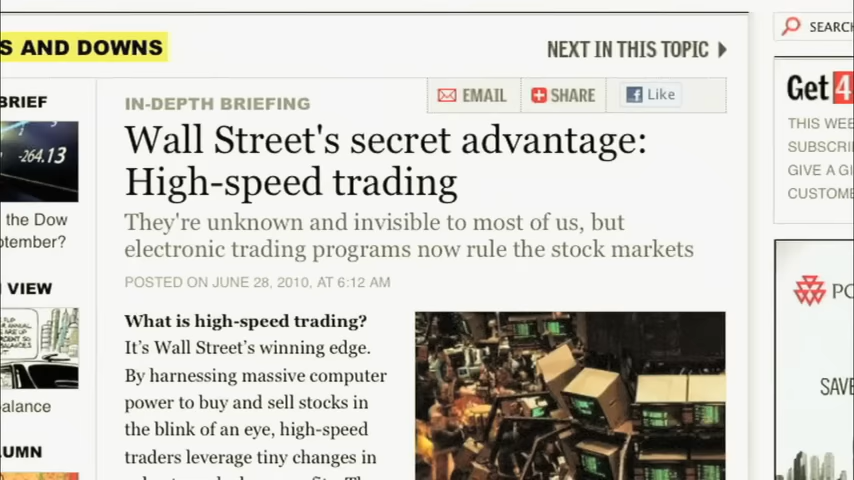 S AND DOWNS
NEXT IN THIS TOPIC
SEARCH
BRIEF
-264.13
the Dow
ptember?
VIEW
alance
LUMN
IN-DEPTH BRIEFING
EMAIL
SHARE
Like
Wall Street's secret advantage:
High-speed trading
They're unknown and invisible to most of us, but
electronic trading programs now rule the stock markets
POSTED ON JUNE 28, 2010, AT 6:12 AM
What is high-speed trading?
It's Wall Street's winning edge.
By harnessing massive computer
power to buy and sell stocks in
the blink of an eye, high-speed
traders leverage tiny changes in
Get 4
THIS WEE
SUBSCRI
GIVE A GI
CUSTOME
PO
SAVE